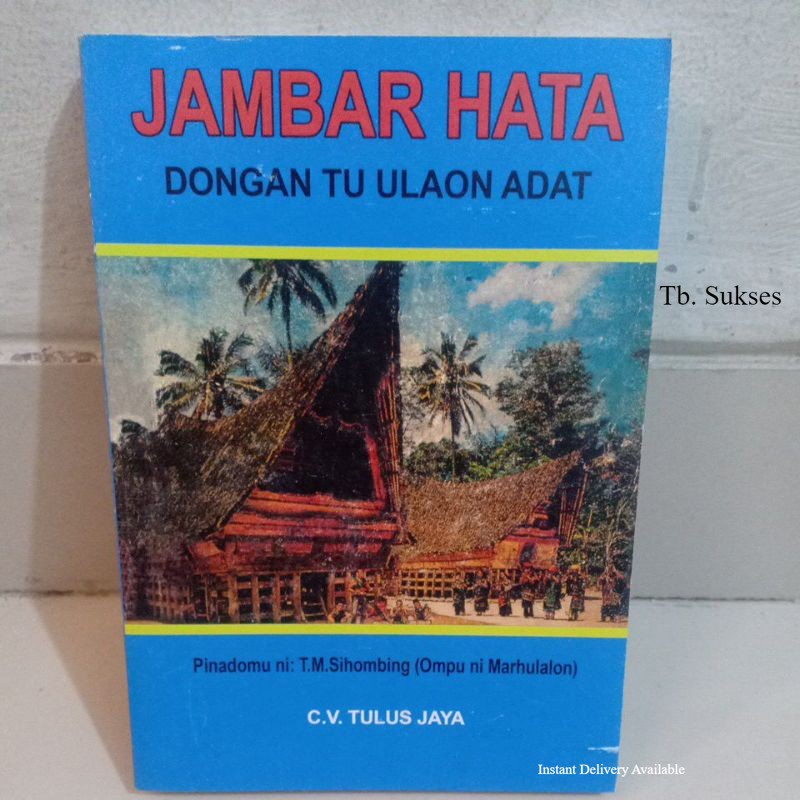 JAMBAR HATA
DONGAN TU ULAON ADAT
Tb. Sukses
Pinadomu ni: T.M.Sihombing (Ompu ni Marhulalon)
C.V. TULUS JAYA
Instant Delivery Available